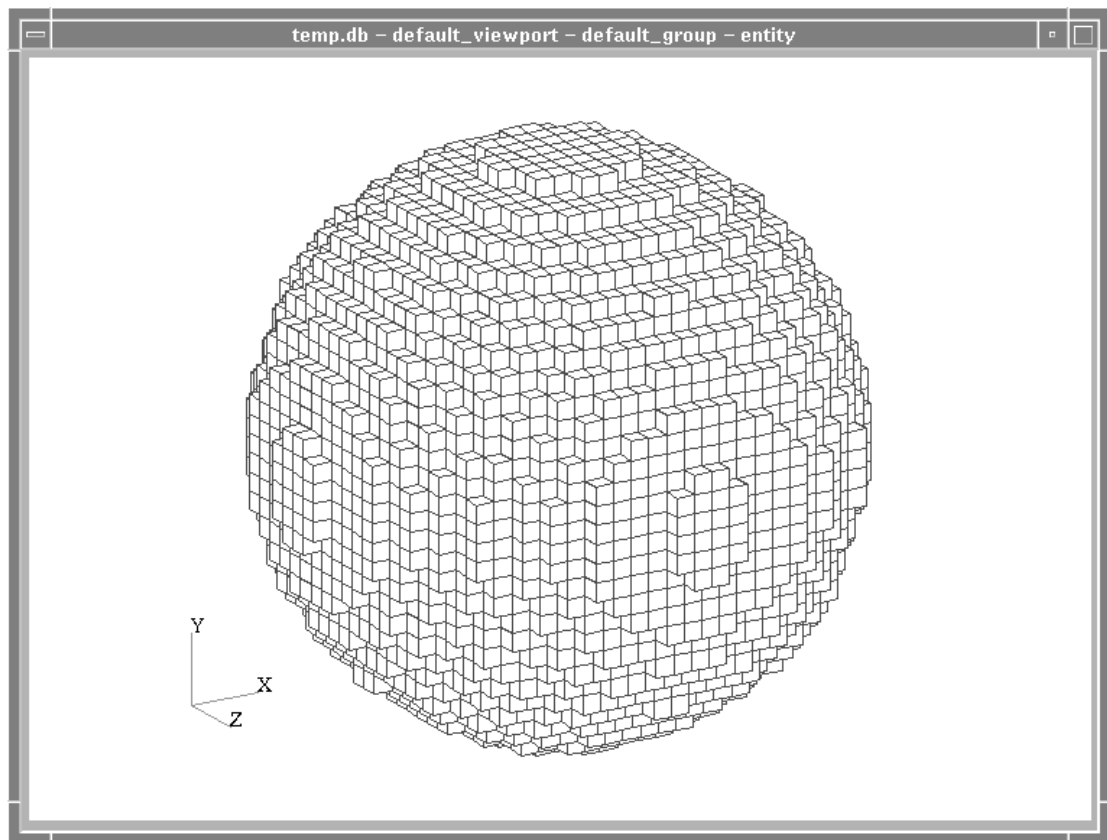 temp.db – default_viewport – default_group – entity
Y
X
Z